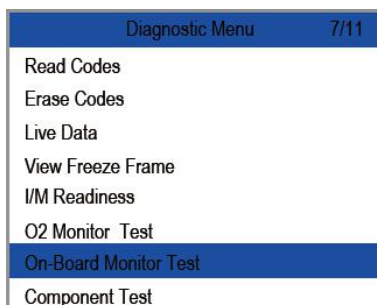 Diagnostic Menu 7/11
Read Codes
Erase Codes
Live Data
View Freeze Frame
I/M Readiness
O2 Monitor Test
On-Board Monitor Test
Component Test